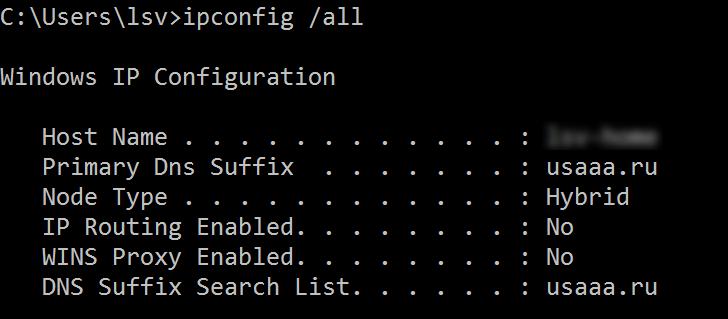 C:\Users\lsv>ipconfig /all
Windows IP Configuration
Host Name . . . . . . . . . . . . :
Primary Dns Suffix  . . . . . . . : usaaa.ru
Node Type . . . . . . . . . . . . : Hybrid
IP Routing Enabled. . . . . . . . : No
WINS Proxy Enabled. . . . . . . . : No
DNS Suffix Search List. . . . . . : usaaa.ru